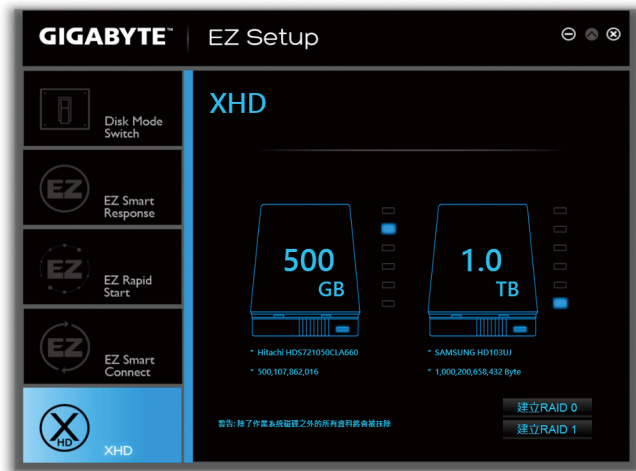 GIGABYTE™ EZ Setup
Disk Mode
Switch
EZ
EZ Smart
Response
EZ
EZ Rapid
Start
EZ
EZ Smart
Connect
X
HD
XHD
XHD
500
GB
1.0
TB
* Hitachi HDS721050CLA660
* 500,107,862,016
* SAMSUNG HD103UJ
* 1,000,200,658,432 Byte
警告: 除了作業系統磁碟之外的所有資料將會被抹除
建立RAID 0
建立RAID 1